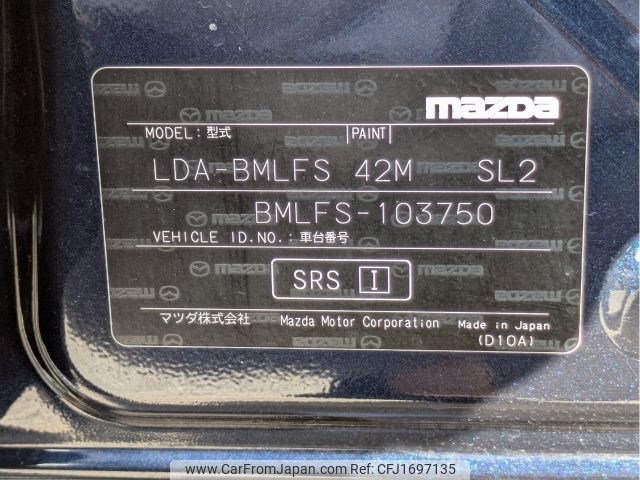 mazda
MODEL: 型式 PAINT
LDA-BMLFS 42M SL2
BMLFS-103750
VEHICLE ID.NO.: 車台番号
SRS I
マツダ株式会社 Mazda Motor Corporation Made in Japan
(D10A)
www.CarFromJapan.com Ref No: CFJ1697135